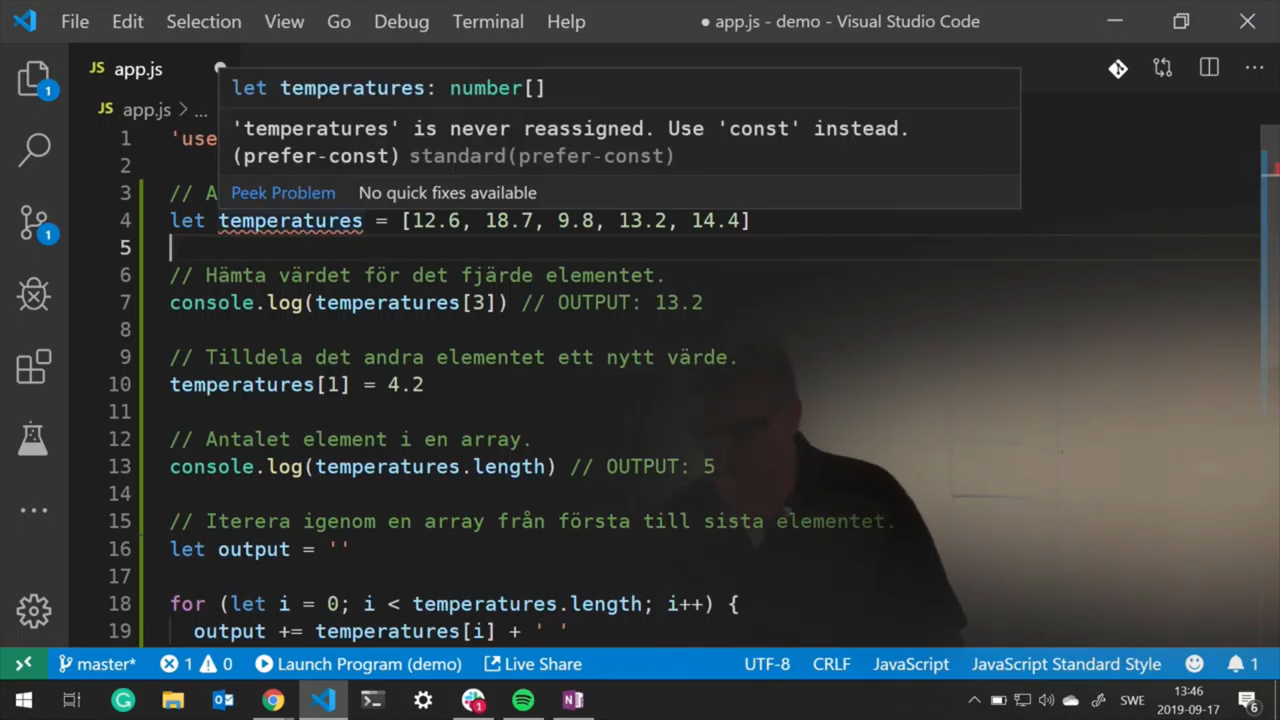 File Edit Selection View Go Debug Terminal Help ● app.js - demo - Visual Studio Code
JS app.js
let temperatures: number[]
JS app.js > ...
'temperatures' is never reassigned. Use 'const' instead.
(prefer-const) standard(prefer-const)
Peek Problem No quick fixes available
1 'use
2
3 // A
4 let temperatures = [12.6, 18.7, 9.8, 13.2, 14.4]
5
6 // Hämta värdet för det fjärde elementet.
7 console.log(temperatures[3]) // OUTPUT: 13.2
8
9 // Tilldela det andra elementet ett nytt värde.
10 temperatures[1] = 4.2
11
12 // Antalet element i en array.
13 console.log(temperatures.length) // OUTPUT: 5
14
15 // Iterera igenom en array från första till sista elementet.
16 let output = ''
17
18 for (let i = 0; i < temperatures.length; i++) {
19 output += temperatures[i] + ' '
1
1
master* 1 0 Launch Program (demo) Live Share UTF-8 CRLF JavaScript JavaScript Standard Style 1
SWE 13:46
2019-09-17 6